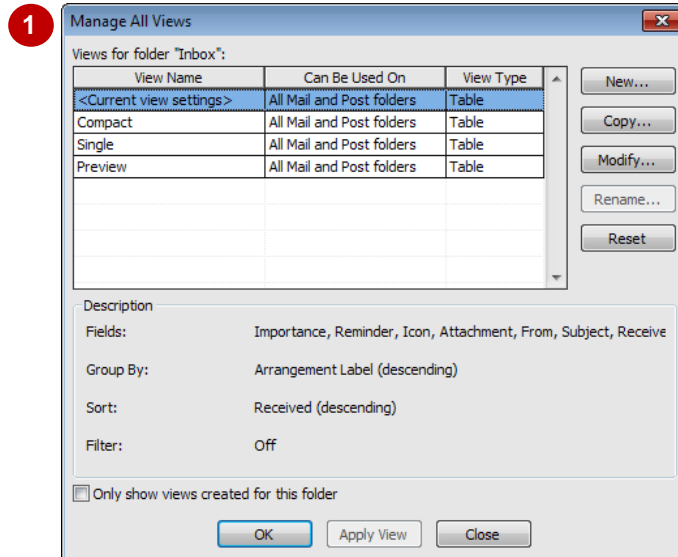 1
Manage All Views
Views for folder "Inbox":
View Name Can Be Used On View Type
<Current view settings> All Mail and Post folders Table
Compact All Mail and Post folders Table
Single All Mail and Post folders Table
Preview All Mail and Post folders Table
New...
Copy...
Modify...
Rename...
Reset
Description
Fields: Importance, Reminder, Icon, Attachment, From, Subject, Receive
Group By: Arrangement Label (descending)
Sort: Received (descending)
Filter: Off
Only show views created for this folder
OK Apply View Close